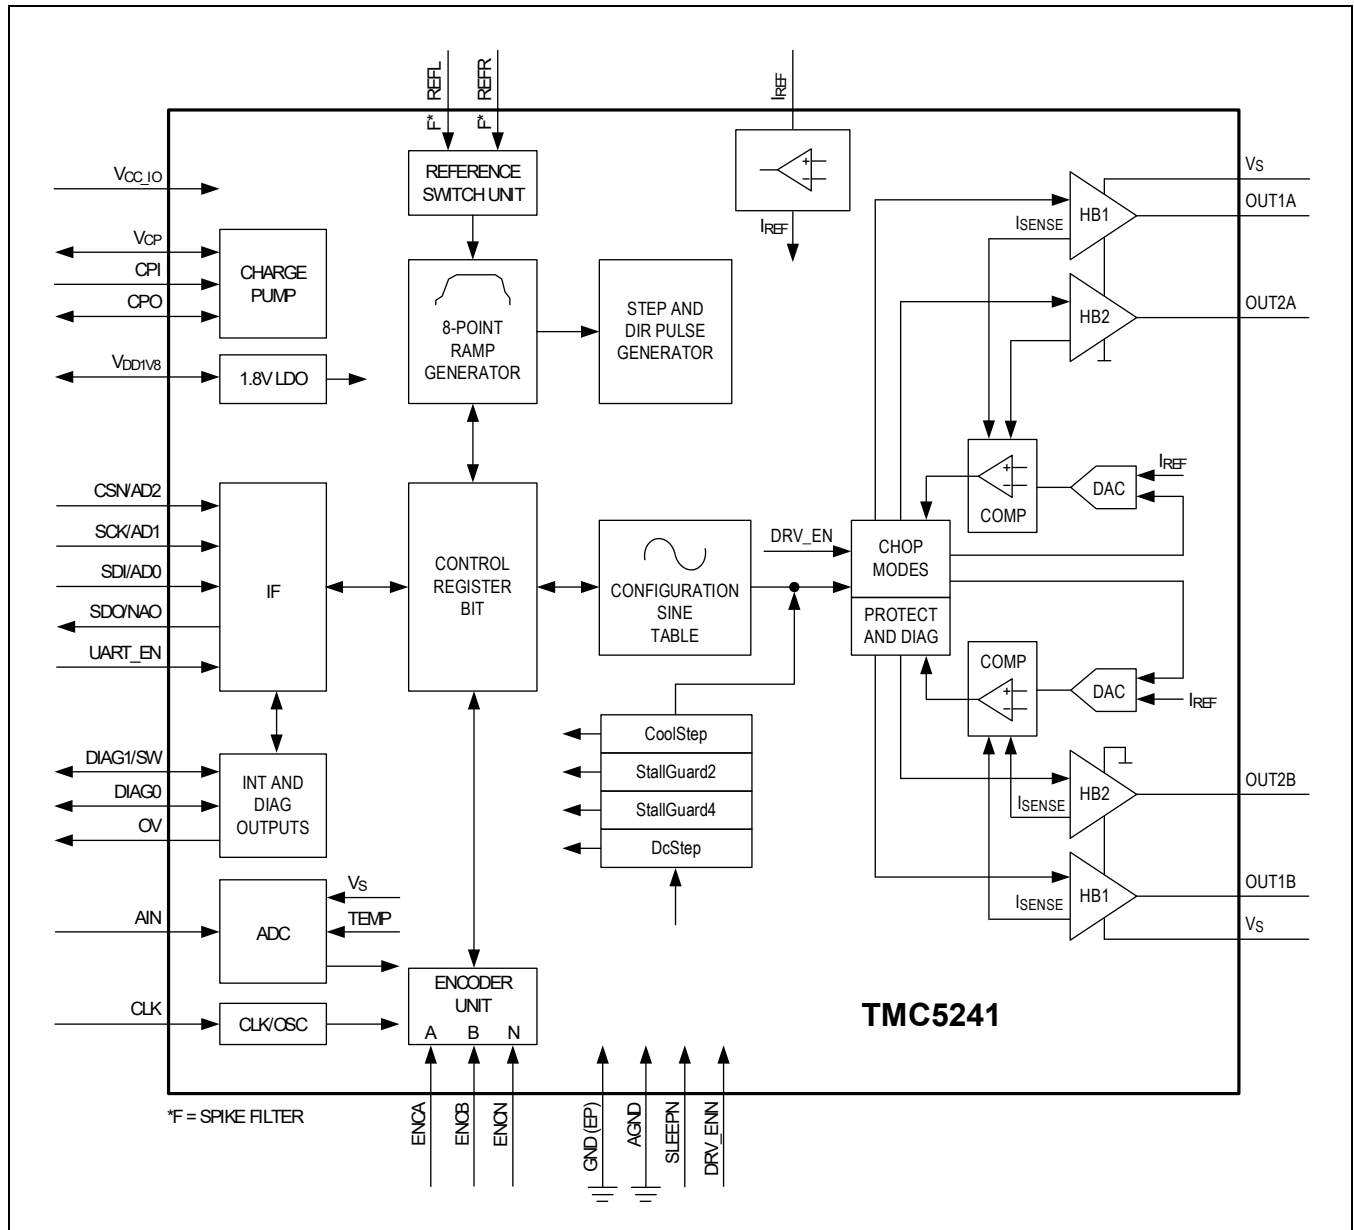 REFL
REFR
F*
F*
IREF
REFERENCE
SWITCH UNIT
+
-
IREF
VCC_IO
VCP
CPI
CPO
CHARGE
PUMP
VDD1V8
1.8V LDO
8-POINT
RAMP
GENERATOR
STEP AND
DIR PULSE
GENERATOR
HB1
ISENSE
VS
OUT1A
HB2
OUT2A
CSN/AD2
SCK/AD1
SDI/AD0
SDO/NAO
UART_EN
IF
CONTROL
REGISTER
BIT
CONFIGURATION
SINE
TABLE
DRV_EN
CHOP
MODES
PROTECT
AND DIAG
+
-
COMP
DAC
IREF
COMP
+
-
DAC
IREF
DIAG1/SW
DIAG0
OV
INT AND
DIAG
OUTPUTS
CoolStep
StallGuard2
StallGuard4
DcStep
HB2
ISENSE
OUT2B
HB1
ISENSE
OUT1B
VS
AIN
ADC
VS
TEMP
CLK
CLK/OSC
ENCODER
UNIT
A B N
TMC5241
*F = SPIKE FILTER
ENCA
ENCB
ENCN
GND (EP)
AGND
SLEEPN
DRV_ENN